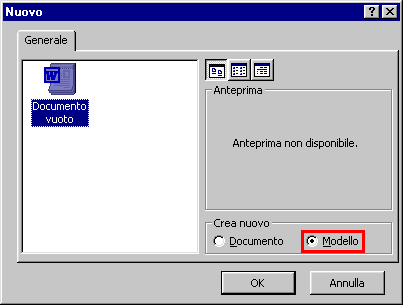 Nuovo
Generale
Documento
vuoto
Anteprima
Anteprima non disponibile.
Crea nuovo
Documento
Modello
OK
Annulla